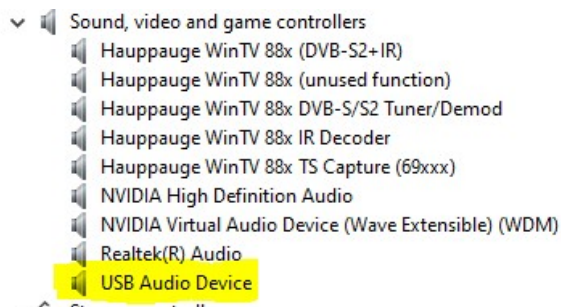 Sound, video and game controllers
Hauppauge WinTV 88x (DVB-S2+IR)
Hauppauge WinTV 88x (unused function)
Hauppauge WinTV 88x DVB-S/S2 Tuner/Demod
Hauppauge WinTV 88x IR Decoder
Hauppauge WinTV 88x TS Capture (69xxx)
NVIDIA High Definition Audio
NVIDIA Virtual Audio Device (Wave Extensible) (WDM)
Realtek(R) Audio
USB Audio Device